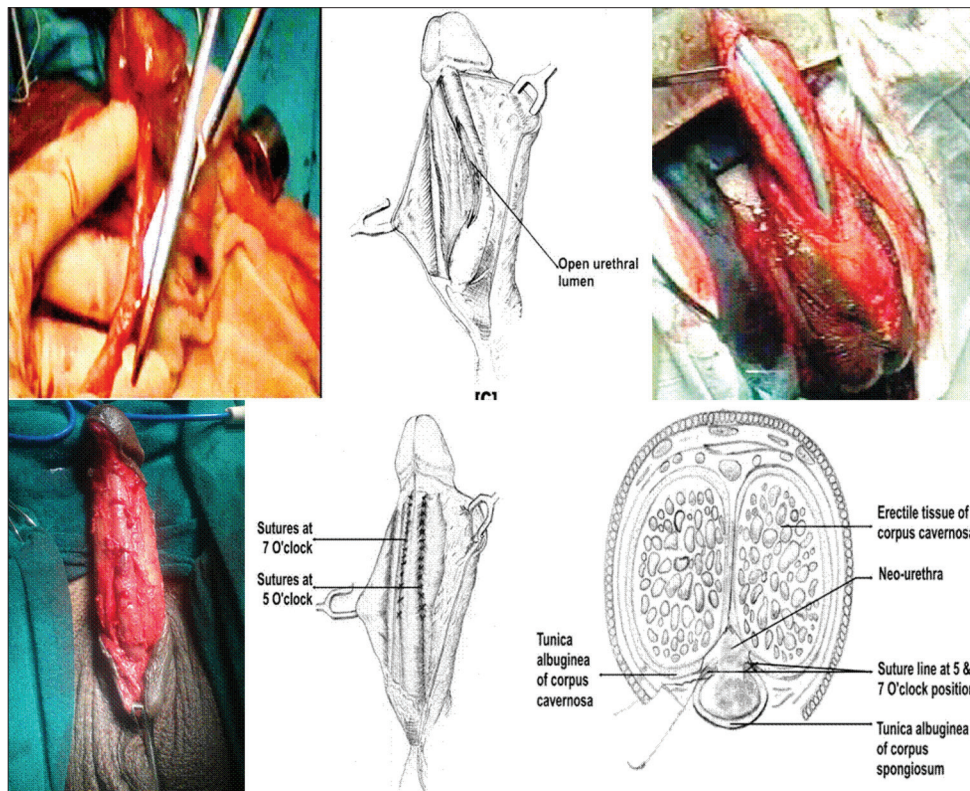 Open urethral
lumen
[C]
Sutures at
7 O'clock
Sutures at
5 O'clock
Tunica
albuginea
of corpus
cavernosa
Erectile tissue of
corpus cavernosa
Neo-urethra
Suture line at 5 &
7 O'clock position
Tunica albuginea
of corpus
spongiosum